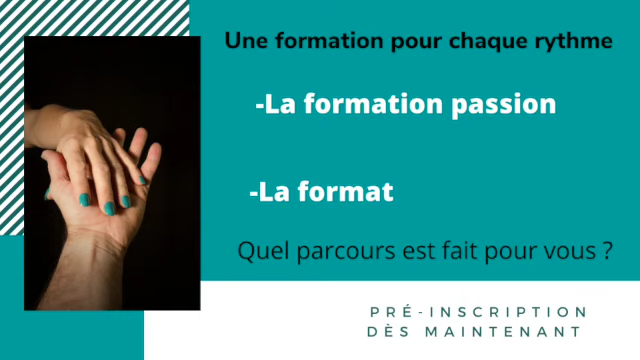 Une formation pour chaque rythme
-La formation passion
-La format
Quel parcours est fait pour vous ?
PRÉ-INSCRIPTION
DÈS MAINTENANT